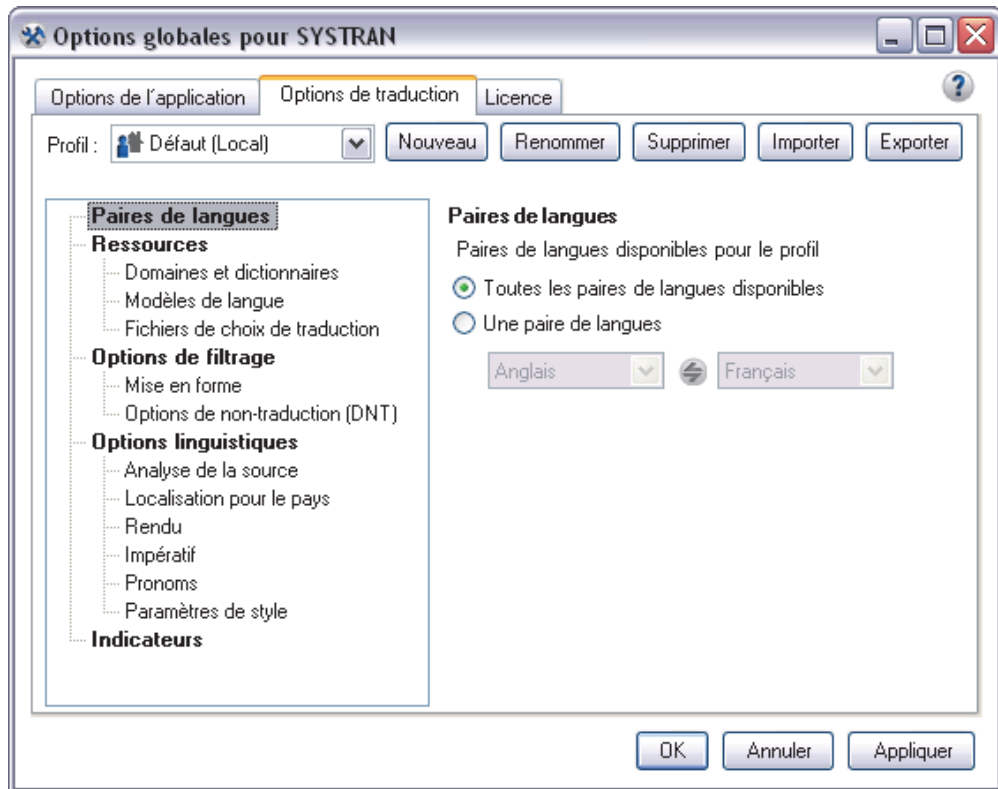 Options globales pour SYSTRAN
Options de l'application
Options de traduction
Licence
?
Profil :
Défaut (Local)
Nouveau
Renommer
Supprimer
Importer
Exporter
Paires de langues
Ressources
Domaines et dictionnaires
Modèles de langue
Fichiers de choix de traduction
Options de filtrage
Mise en forme
Options de non-traduction (DNT)
Options linguistiques
Analyse de la source
Localisation pour le pays
Rendu
Impératif
Pronoms
Paramètres de style
Indicateurs
Paires de langues
Paires de langues disponibles pour le profil
Toutes les paires de langues disponibles
Une paire de langues
Anglais
Français
OK
Annuler
Appliquer